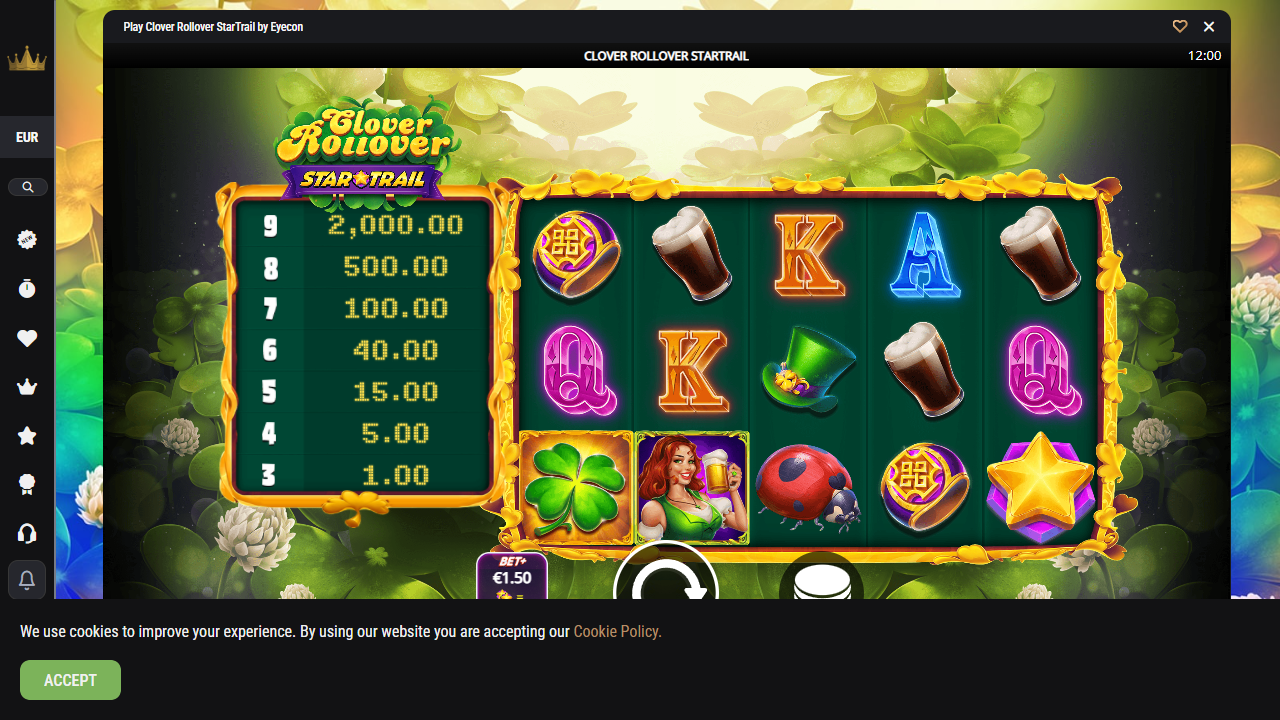 Play Clover Rollover StarTrail by Eyecon
CLOVER ROLLOVER STARTRAIL
12:00
EUR
NEW
Clover
Rollover
STAR TRAIL
9 2,000.00
8 500.00
7 100.00
6 40.00
5 15.00
4 5.00
3 1.00
K
A
Q
K
Q
BET+
€1.50
We use cookies to improve your experience. By using our website you are accepting our Cookie Policy.
ACCEPT